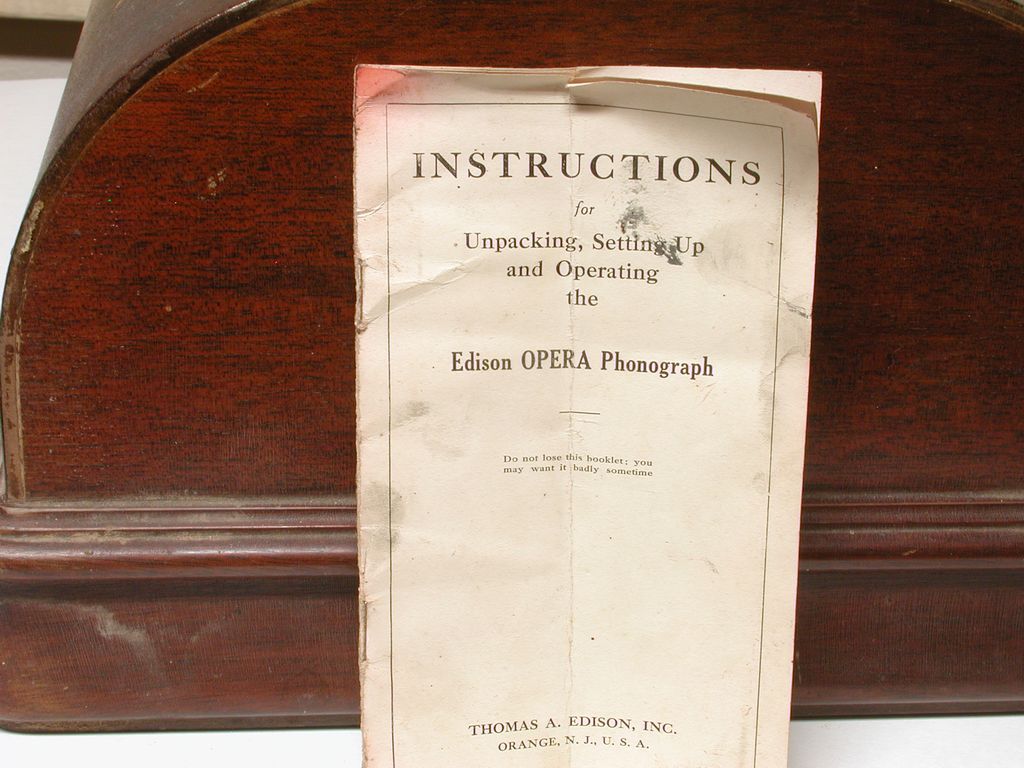 INSTRUCTIONS
for
Unpacking, Setting Up
and Operating
the
Edison OPERA Phonograph
Do not lose this booklet; you
may want it badly sometime
THOMAS A. EDISON, INC.
ORANGE, N. J., U. S. A.